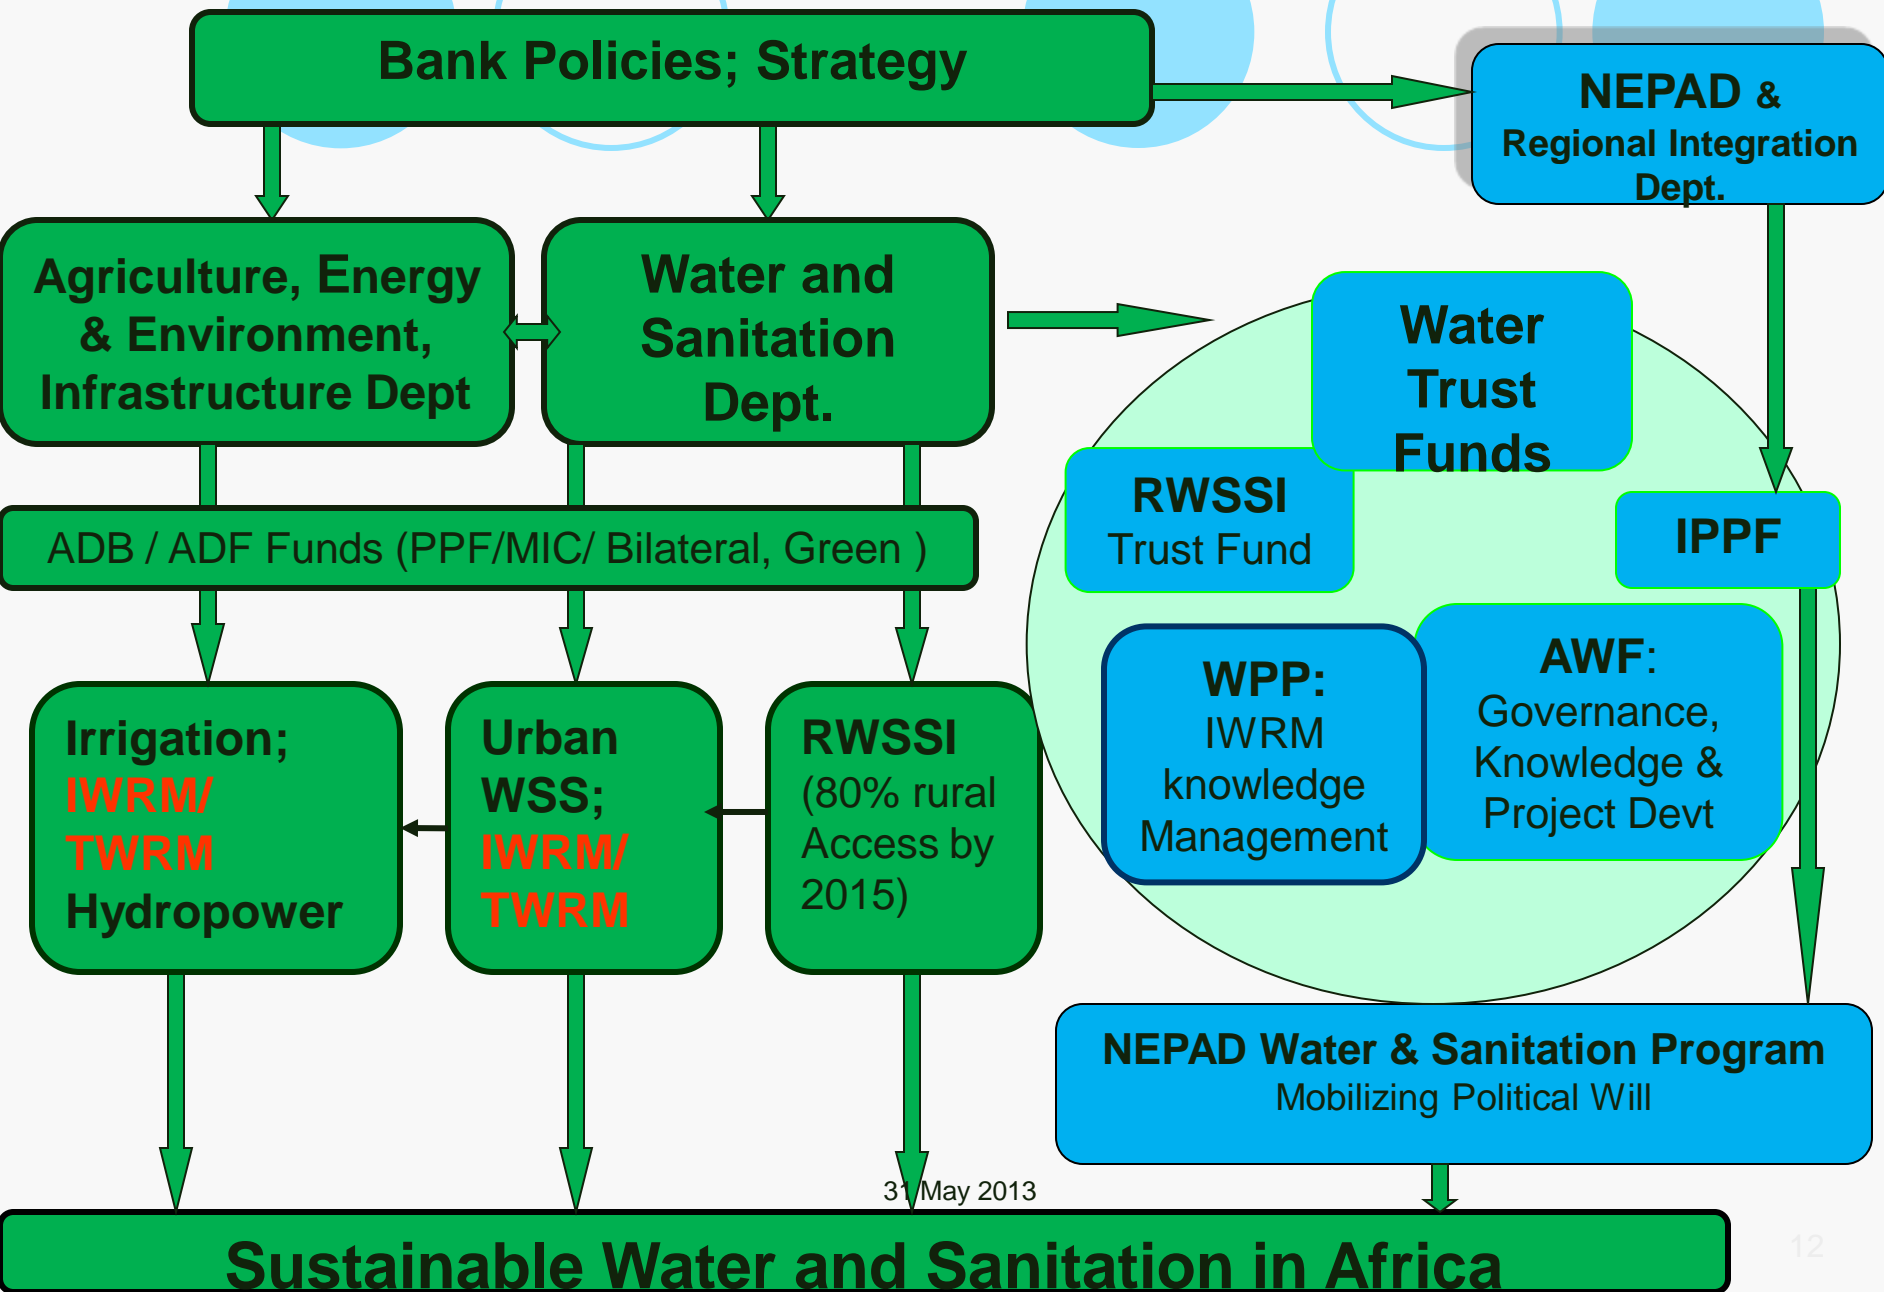 Bank Policies; Strategy
NEPAD &
Regional Integration
Dept.
Agriculture, Energy
& Environment,
Infrastructure Dept
Water and
Sanitation
Dept.
Water
Trust
Funds
RWSSI
Trust Fund
IPPF
ADB / ADF Funds (PPF/MIC/ Bilateral, Green )
WPP:
IWRM
knowledge
Management
AWF:
Governance,
Knowledge &
Project Devt
Irrigation;
IWRM/
TWRM
Hydropower
Urban
WSS;
IWRM/
TWRM
RWSSI
(80% rural
Access by
2015)
NEPAD Water & Sanitation Program
Mobilizing Political Will
31 May 2013
Sustainable Water and Sanitation in Africa
12